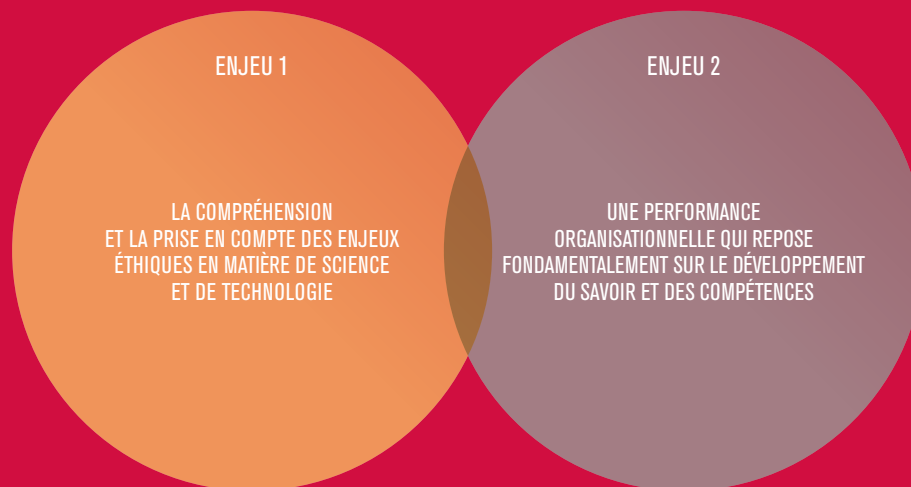 ENJEU 1
LA COMPRÉHENSION
ET LA PRISE EN COMPTE DES ENJEUX
ÉTHIQUES EN MATIÈRE DE SCIENCE
ET DE TECHNOLOGIE
ENJEU 2
UNE PERFORMANCE
ORGANISATIONNELLE QUI REPOSE
FONDAMENTALEMENT SUR LE DÉVELOPPEMENT
DU SAVOIR ET DES COMPÉTENCES